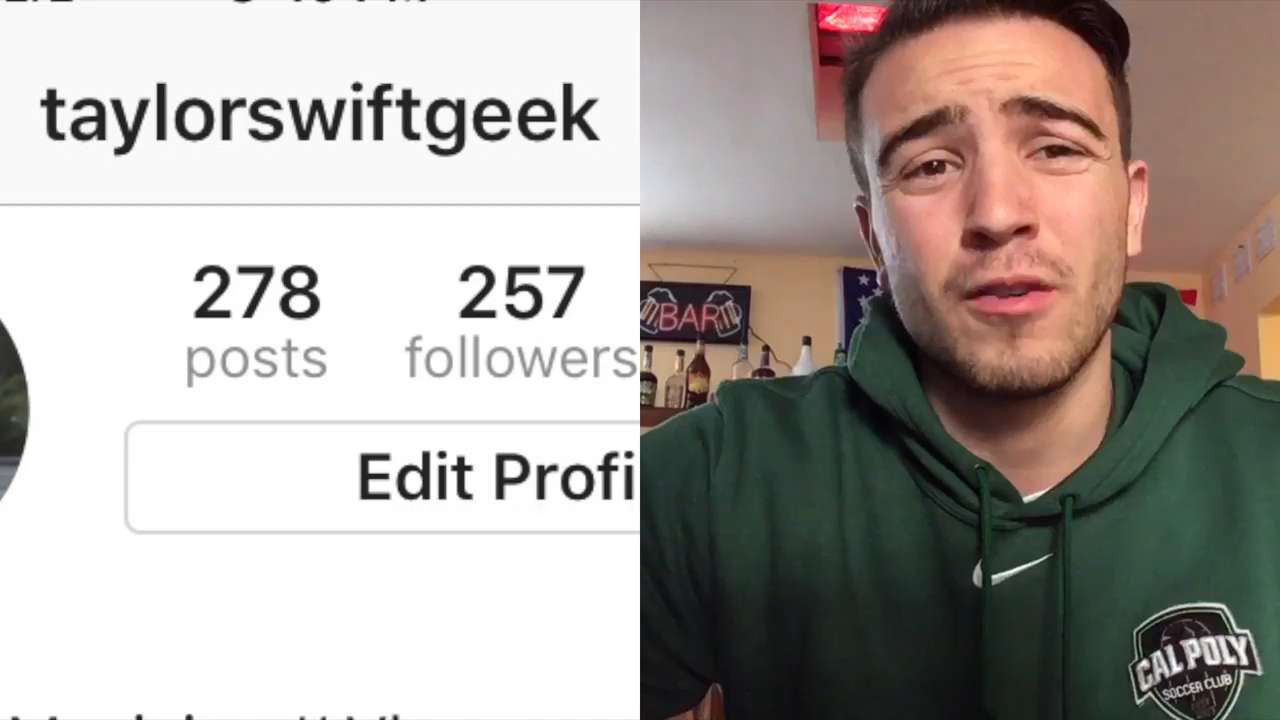 taylorswiftgeek
278 257
posts followers
Edit Profi
BAR
CAL POLY
SOCCER CLUB